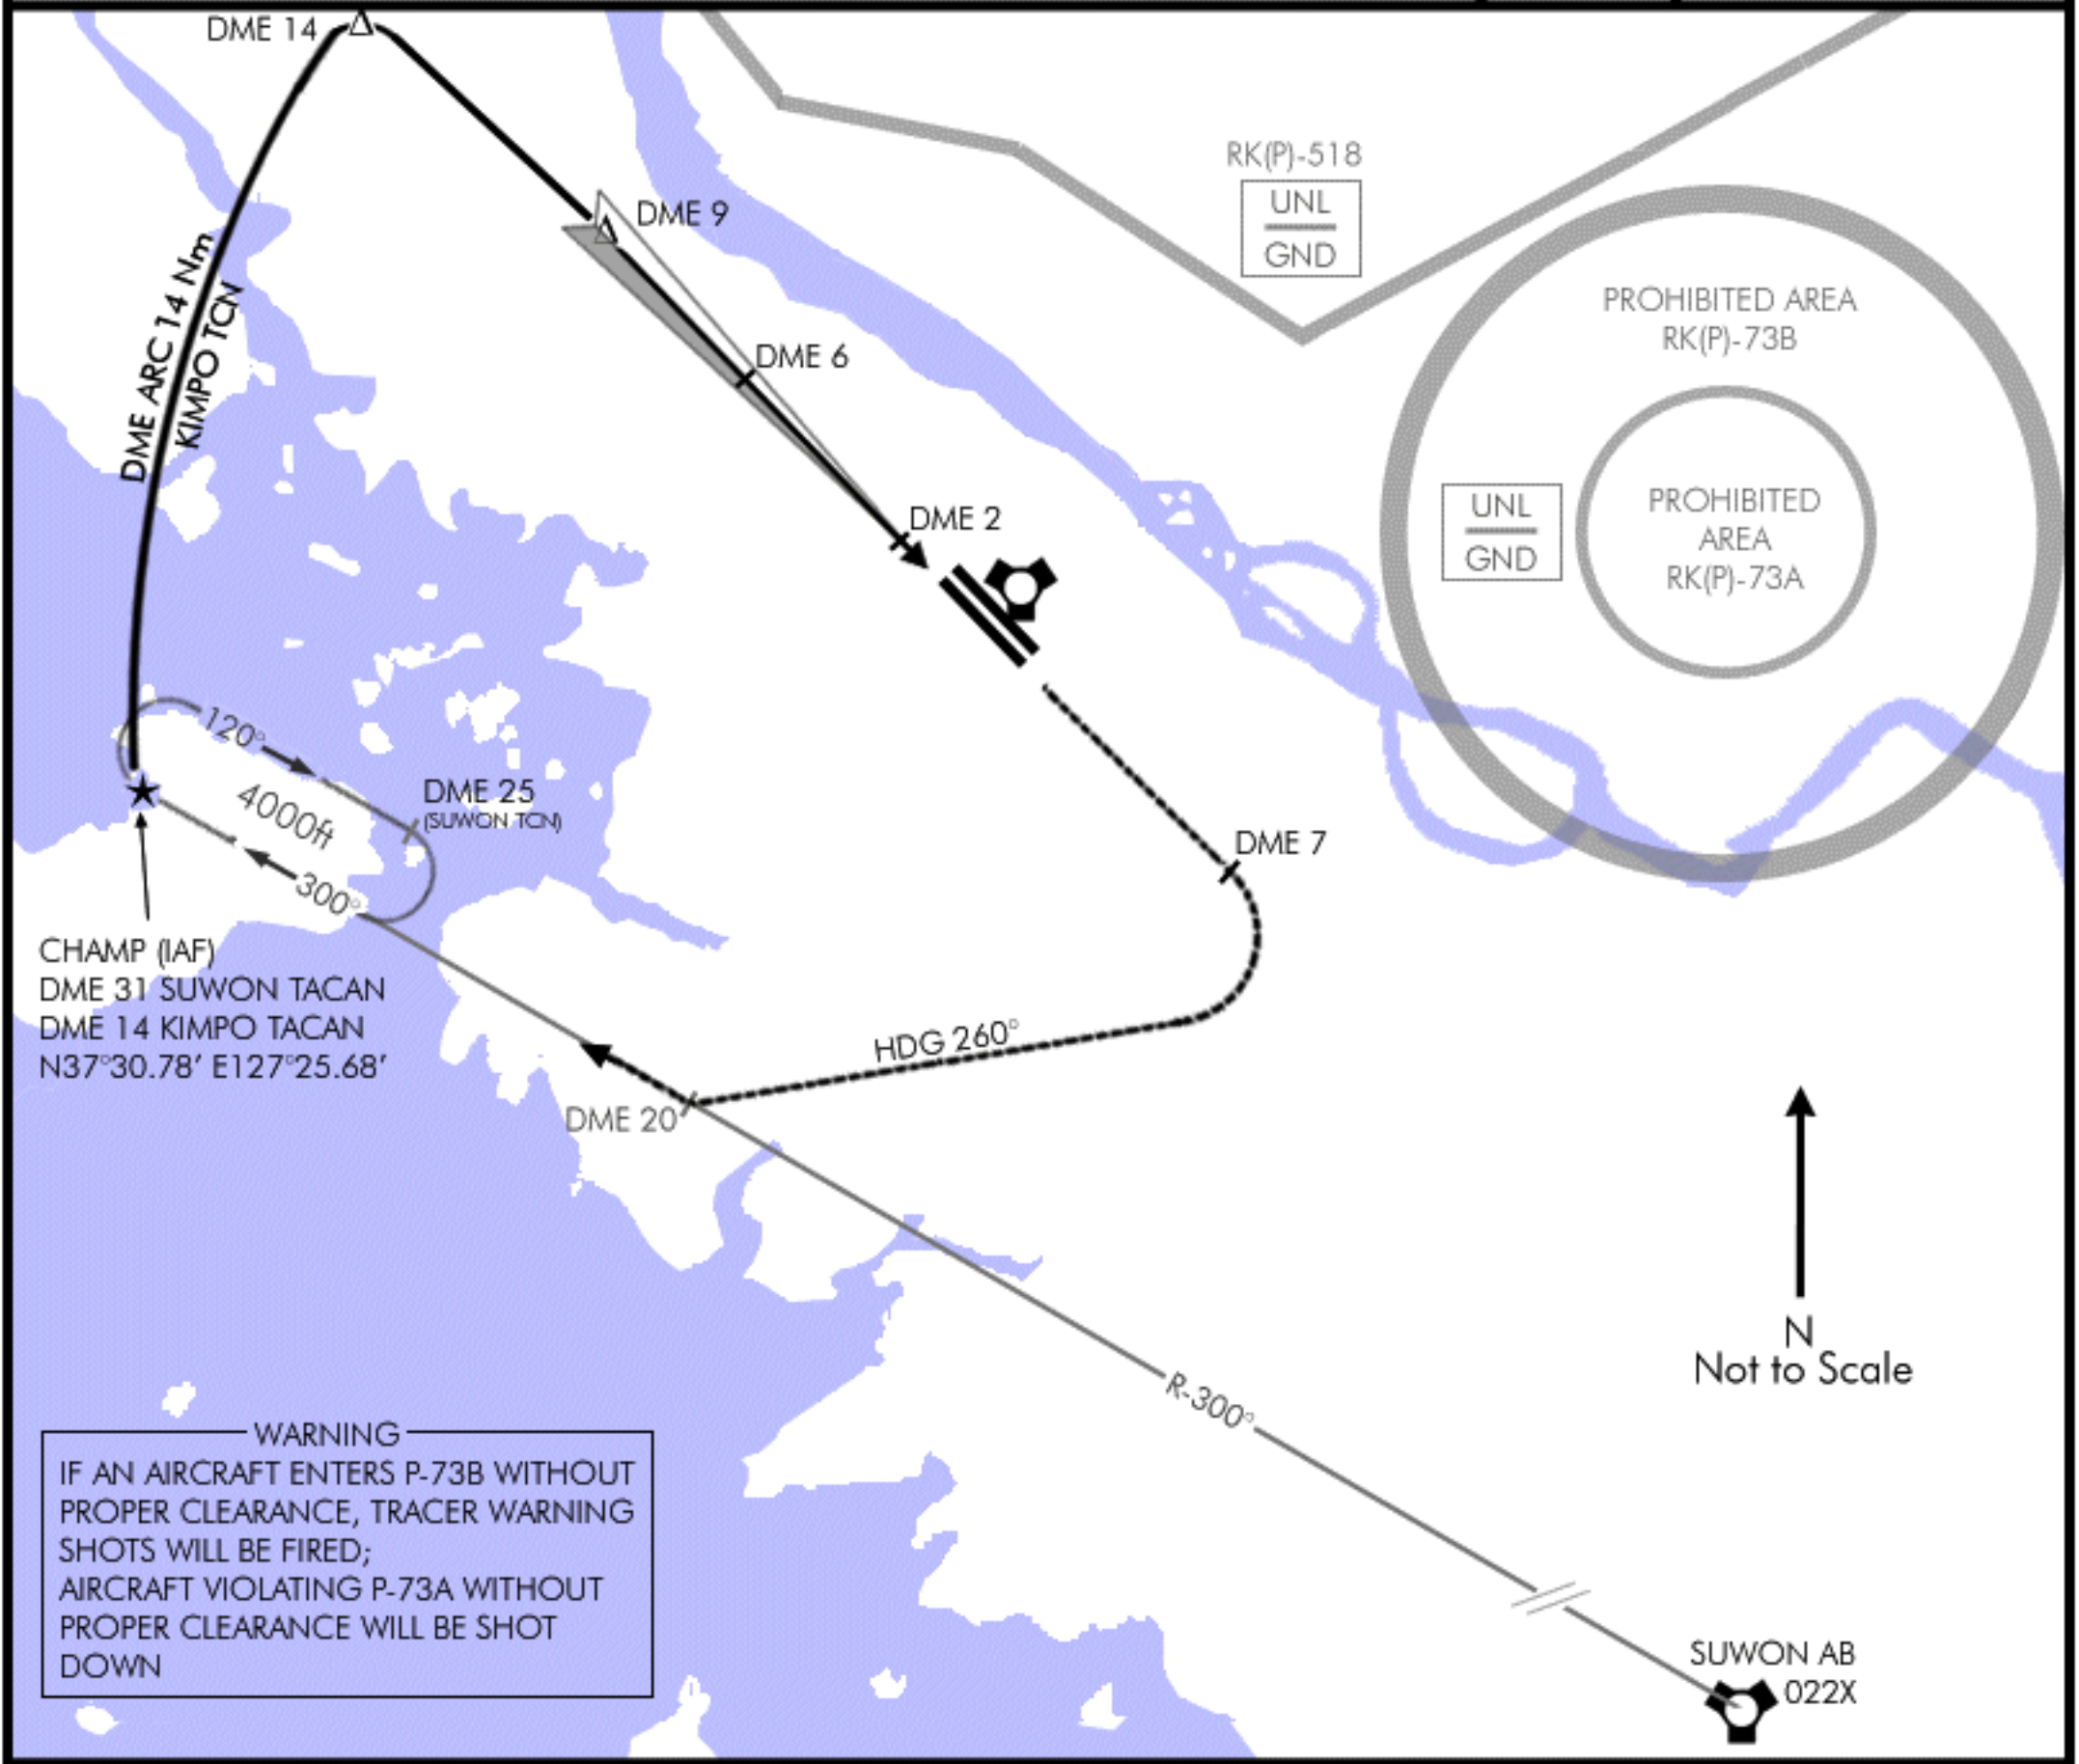 DME 14
DME 9
RK(P)-518
UNL
GND
PROHIBITED AREA
RK(P)-73B
DME ARC 14 Nm
KIMPO TCN
DME 6
UNL
GND
PROHIBITED
AREA
RK(P)-73A
DME 2
120°
4000ft
300°
DME 25
(SUWON TCN)
DME 7
CHAMP (IAF)
DME 31 SUWON TACAN
DME 14 KIMPO TACAN
N37°30.78' E127°25.68'
HDG 260°
DME 20
N
Not to Scale
R-300°
WARNING
IF AN AIRCRAFT ENTERS P-73B WITHOUT
PROPER CLEARANCE, TRACER WARNING
SHOTS WILL BE FIRED;
AIRCRAFT VIOLATING P-73A WITHOUT
PROPER CLEARANCE WILL BE SHOT
DOWN
SUWON AB
022X